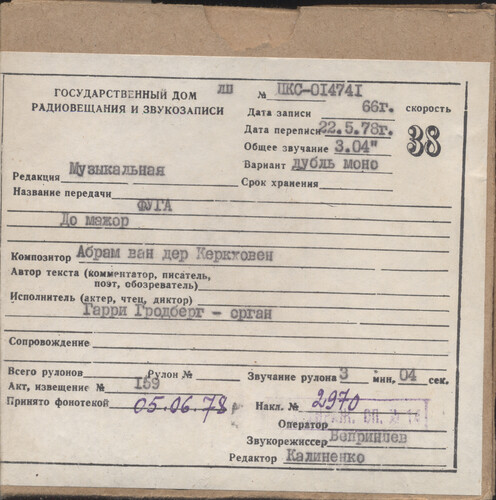 ГОСУДАРСТВЕННЫЙ ДОМ
РАДИОВЕЩАНИЯ И ЗВУКОЗАПИСИ
лп № ЦКС-014741
Дата записи 66г. скорость
Дата переписи 22.5.78г. 38
Общее звучание 3.04"
Вариант дубль моно
Редакция Музыкальная Срок хранения
Название передачи ФУГА
До мажор
Композитор Абрам ван дер Керкховен
Автор текста (комментатор, писатель,
поэт, обозреватель)
Исполнитель (актер, чтец, диктор)
Гарри Гродберг - орган
Сопровождение
Всего рулонов Рулон № Звучание рулона 3 мин, 04 сек.
Акт, извещение № 159
Принято фонотекой 05.06.78 Накл. № 2970
Оператор
Звукорежиссер Вепринцев
Редактор Калиненко